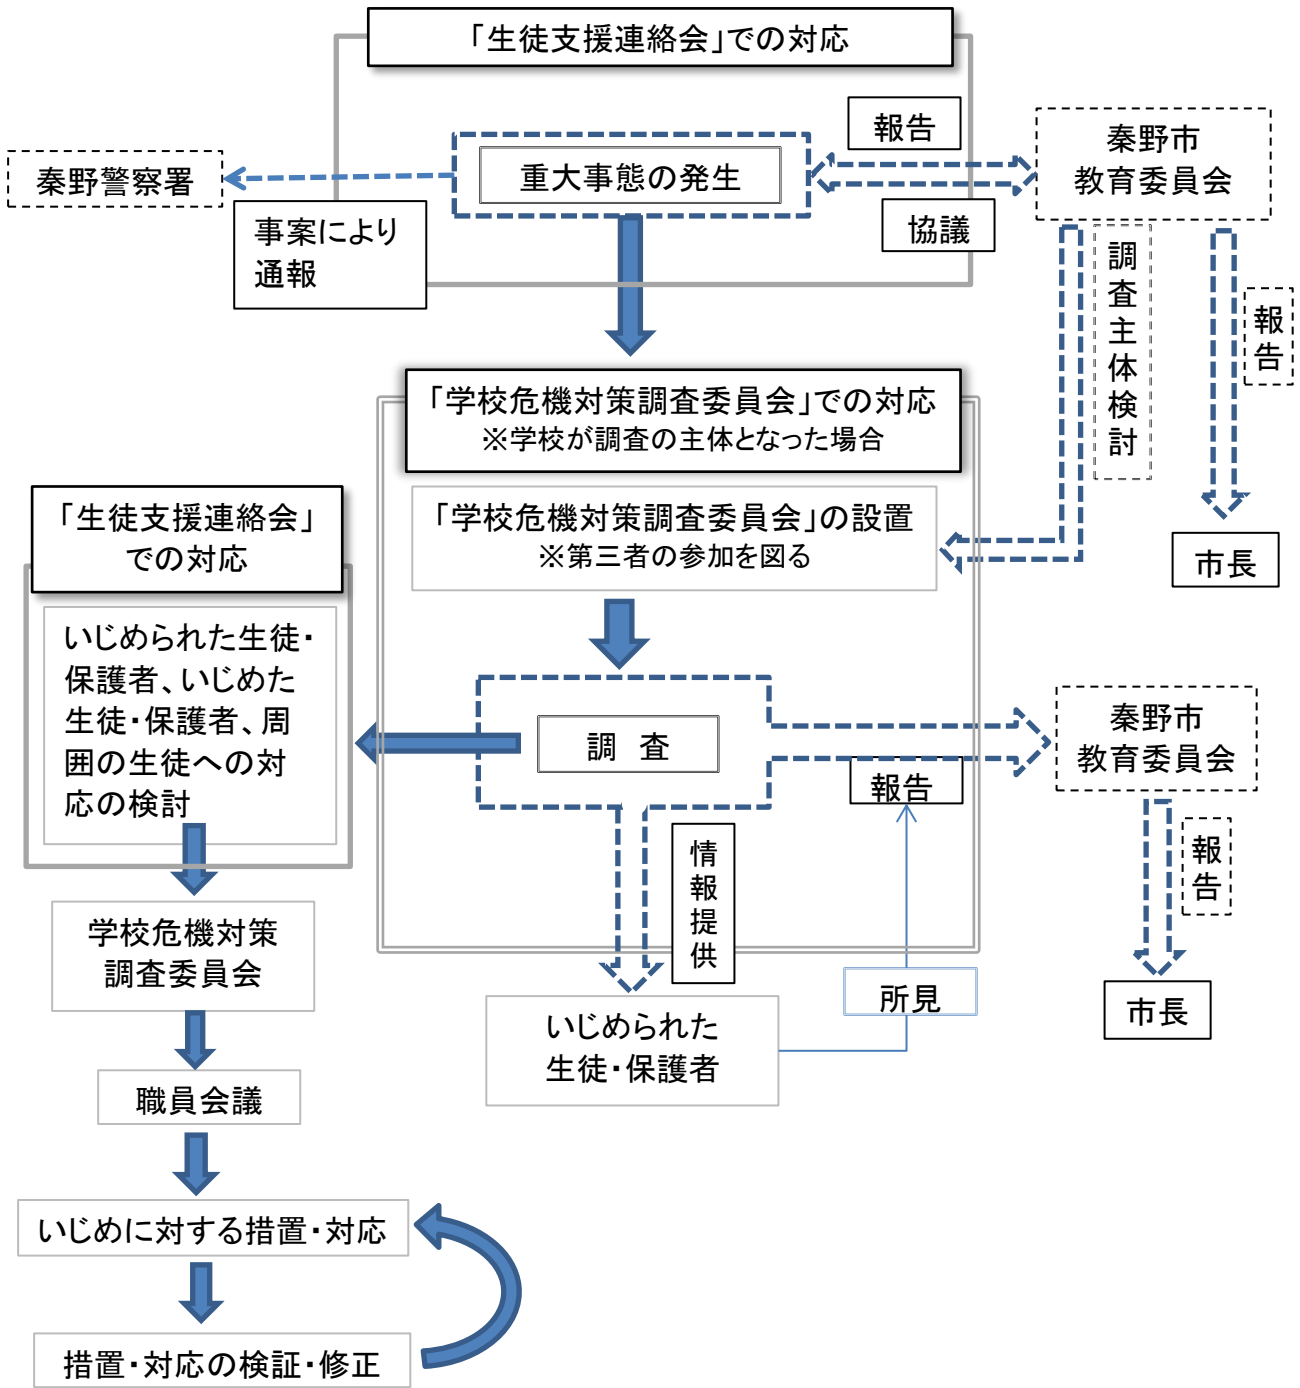 「生徒支援連絡会」での対応
報告
秦野市
教育委員会
秦野警察署
重大事態の発生
事案により
通報
協議
調査主体検討
報告
市長
「学校危機対策調査委員会」での対応
※学校が調査の主体となった場合
「学校危機対策調査委員会」の設置
※第三者の参加を図る
「生徒支援連絡会」
での対応
いじめられた生徒・
保護者、いじめた
生徒・保護者、周
囲の生徒への対
応の検討
調 査
報告
秦野市
教育委員会
報告
市長
情報提供
所見
いじめられた
生徒・保護者
学校危機対策
調査委員会
職員会議
いじめに対する措置・対応
措置・対応の検証・修正